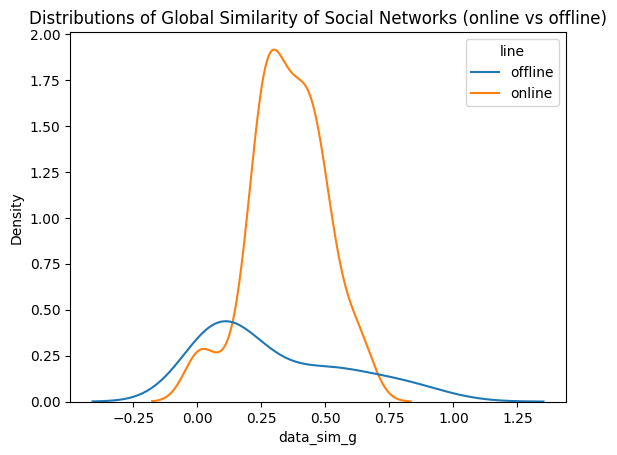 Distributions of Global Similarity of Social Networks (online vs offline)
line
offline
online
Density
2.00
1.75
1.50
1.25
1.00
0.75
0.50
0.25
0.00
−0.25
0.00
0.25
0.50
0.75
1.00
1.25
data_sim_g